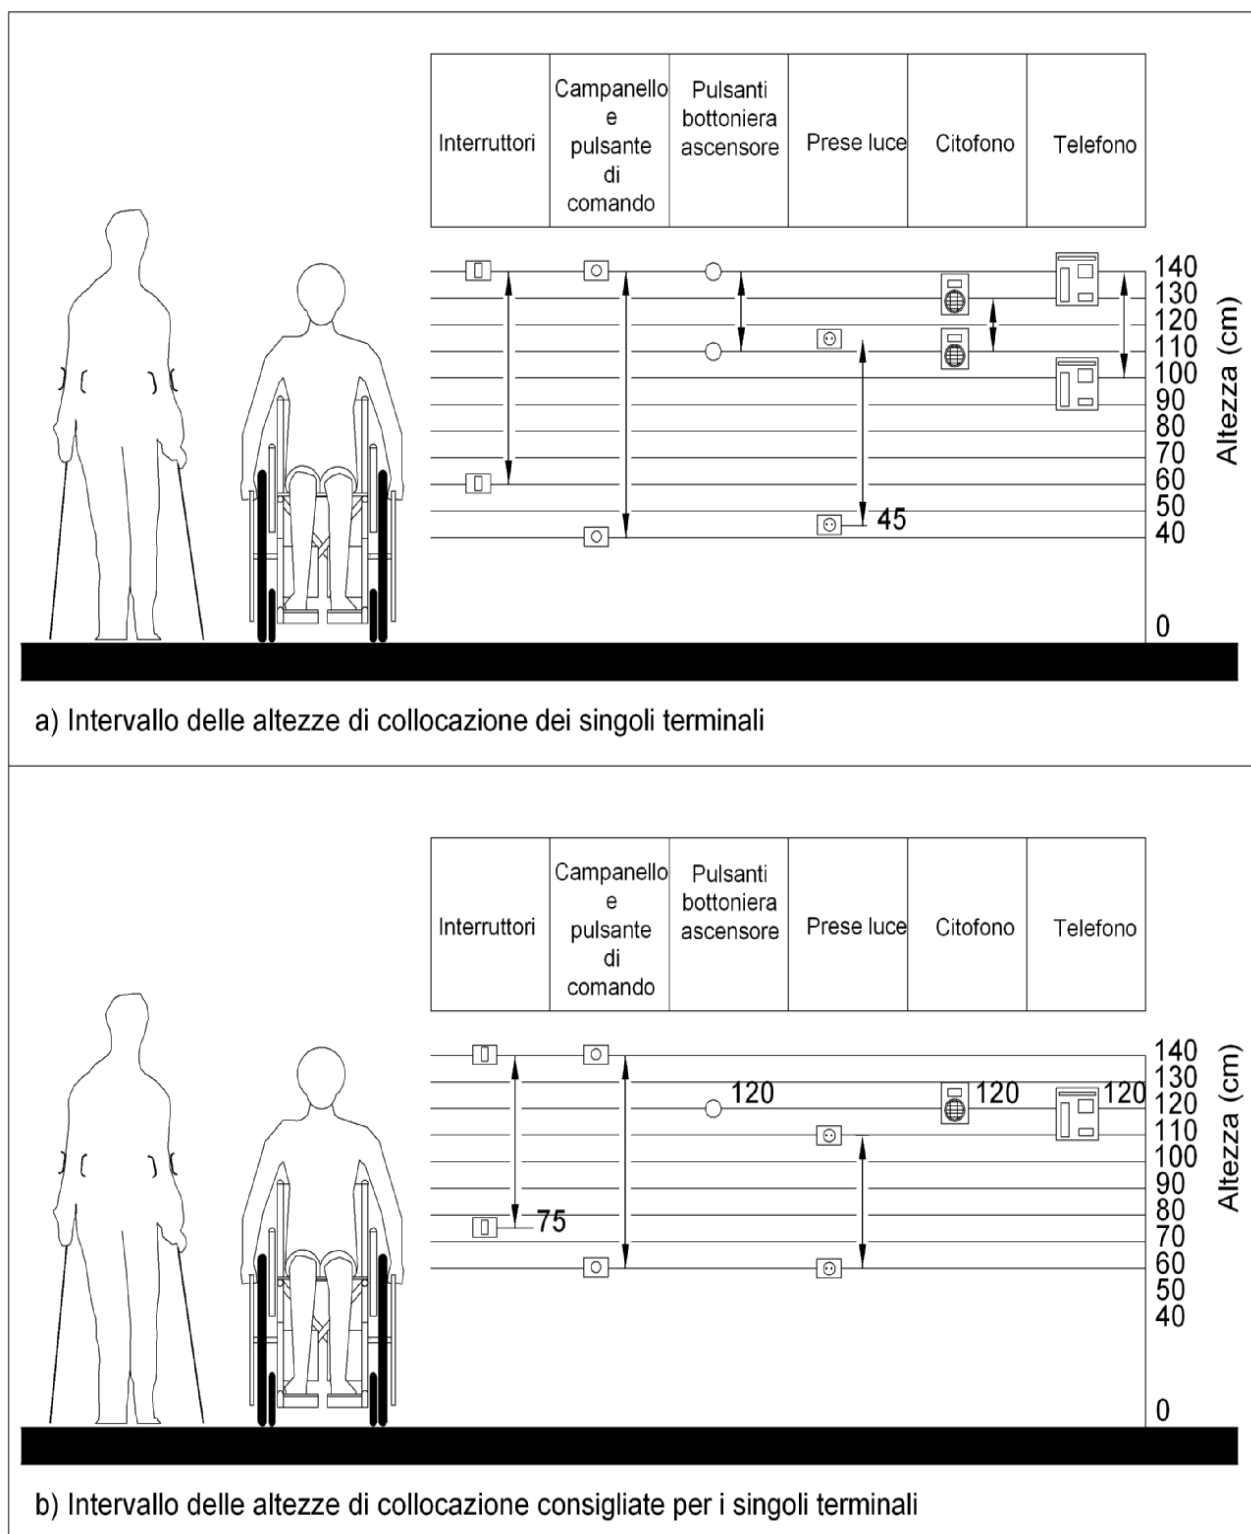 Interruttori
Campanello
e
pulsante
di
comando
Pulsanti
bottoniera
ascensore
Prese luce
Citofono
Telefono
140
130
120
110
100
90
80
70
60
50
40
0
Altezza (cm)
45
a) Intervallo delle altezze di collocazione dei singoli terminali
Interruttori
Campanello
e
pulsante
di
comando
Pulsanti
bottoniera
ascensore
Prese luce
Citofono
Telefono
120
120
120
75
140
130
120
110
100
90
80
70
60
50
40
0
Altezza (cm)
b) Intervallo delle altezze di collocazione consigliate per i singoli terminali